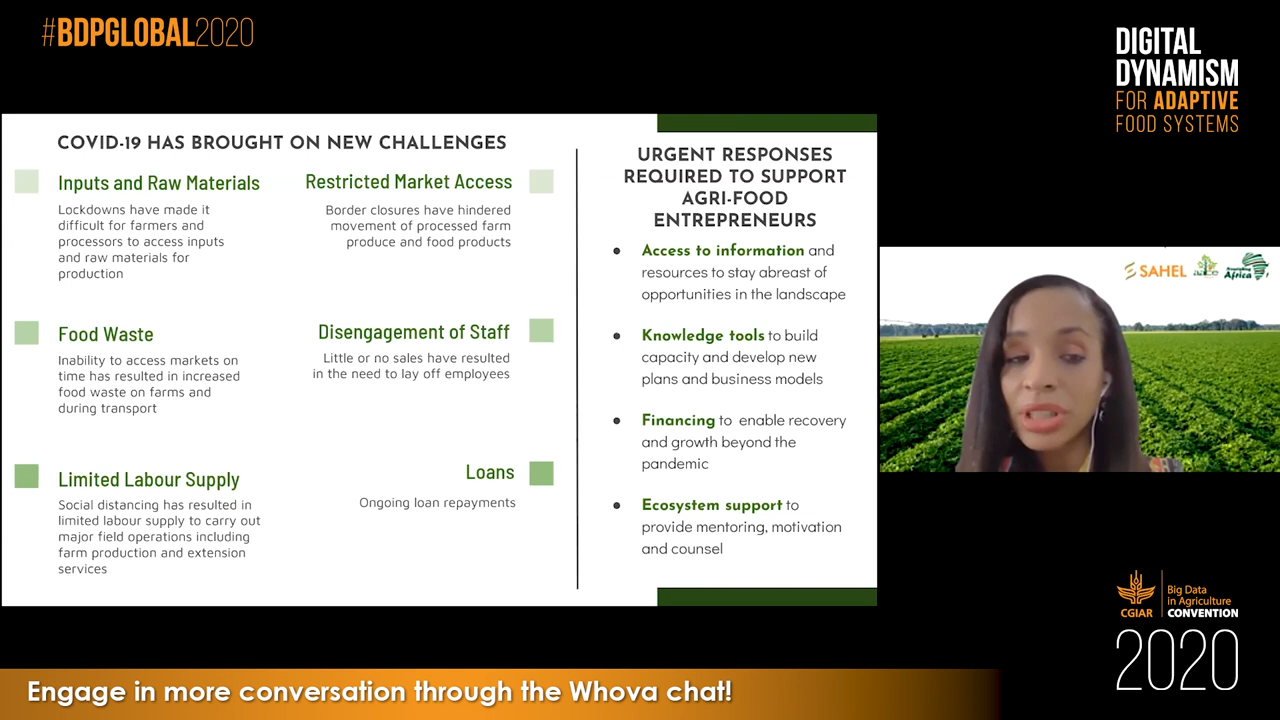 #BDPGLOBAL2020
DIGITAL
DYNAMISM
FOR ADAPTIVE
FOOD SYSTEMS
COVID-19 HAS BROUGHT ON NEW CHALLENGES
Inputs and Raw Materials
Lockdowns have made it
difficult for farmers and
processors to access inputs
and raw materials for
production
Restricted Market Access
Border closures have hindered
movement of processed farm
produce and food products
Food Waste
Inability to access markets on
time has resulted in increased
food waste on farms and
during transport
Disengagement of Staff
Little or no sales have resulted
in the need to lay off employees
Limited Labour Supply
Social distancing has resulted in
limited labour supply to carry out
major field operations including
farm production and extension
services
Loans
Ongoing loan repayments
URGENT RESPONSES
REQUIRED TO SUPPORT
AGRI-FOOD
ENTREPRENEURS
● Access to information and
resources to stay abreast of
opportunities in the landscape
● Knowledge tools to build
capacity and develop new
plans and business models
● Financing to enable recovery
and growth beyond the
pandemic
● Ecosystem support to
provide mentoring, motivation
and counsel
SAHEL
Africa
CGIAR
Big Data
in Agriculture
CONVENTION
2020
Engage in more conversation through the Whova chat!